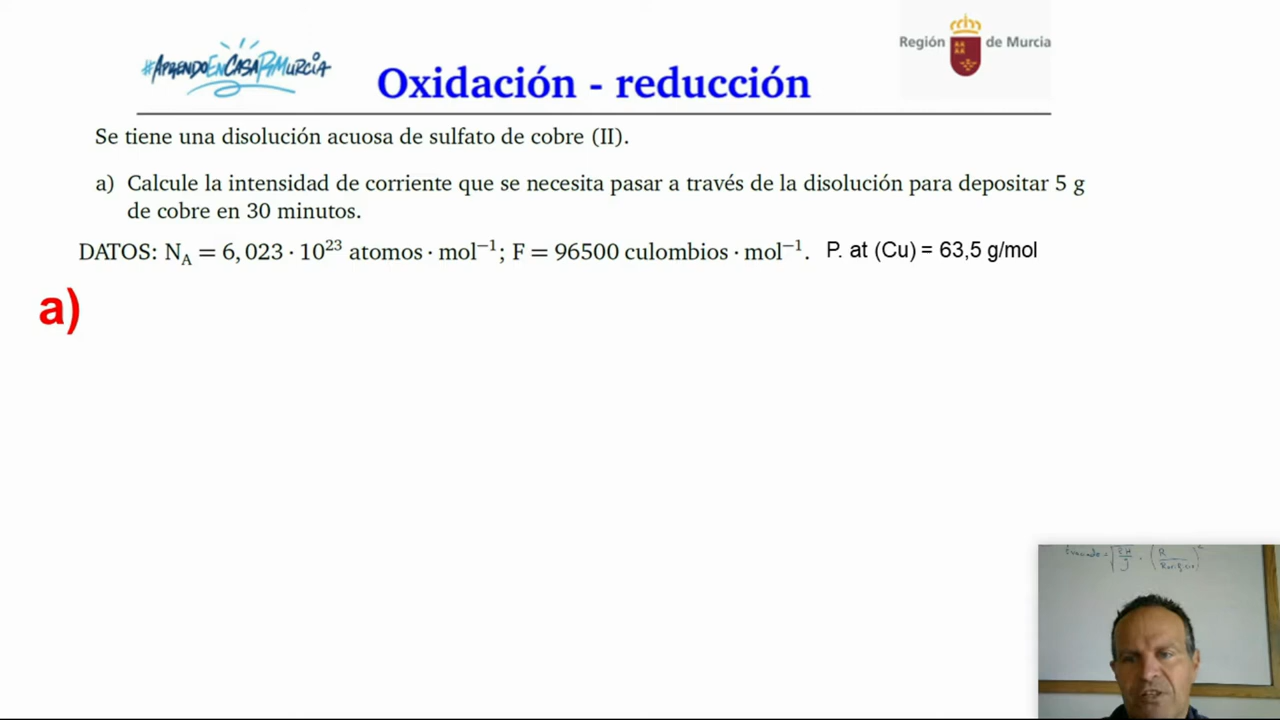 #AprendoEnCasaRMurcia
Región de Murcia
Oxidación - reducción
Se tiene una disolución acuosa de sulfato de cobre (II).
a) Calcule la intensidad de corriente que se necesita pasar a través de la disolución para depositar 5 g
de cobre en 30 minutos.
DATOS: N_A = 6,023 · 10²³ atomos · mol⁻¹; F = 96500 culombios · mol⁻¹. P. at (Cu) = 63,5 g/mol
a)